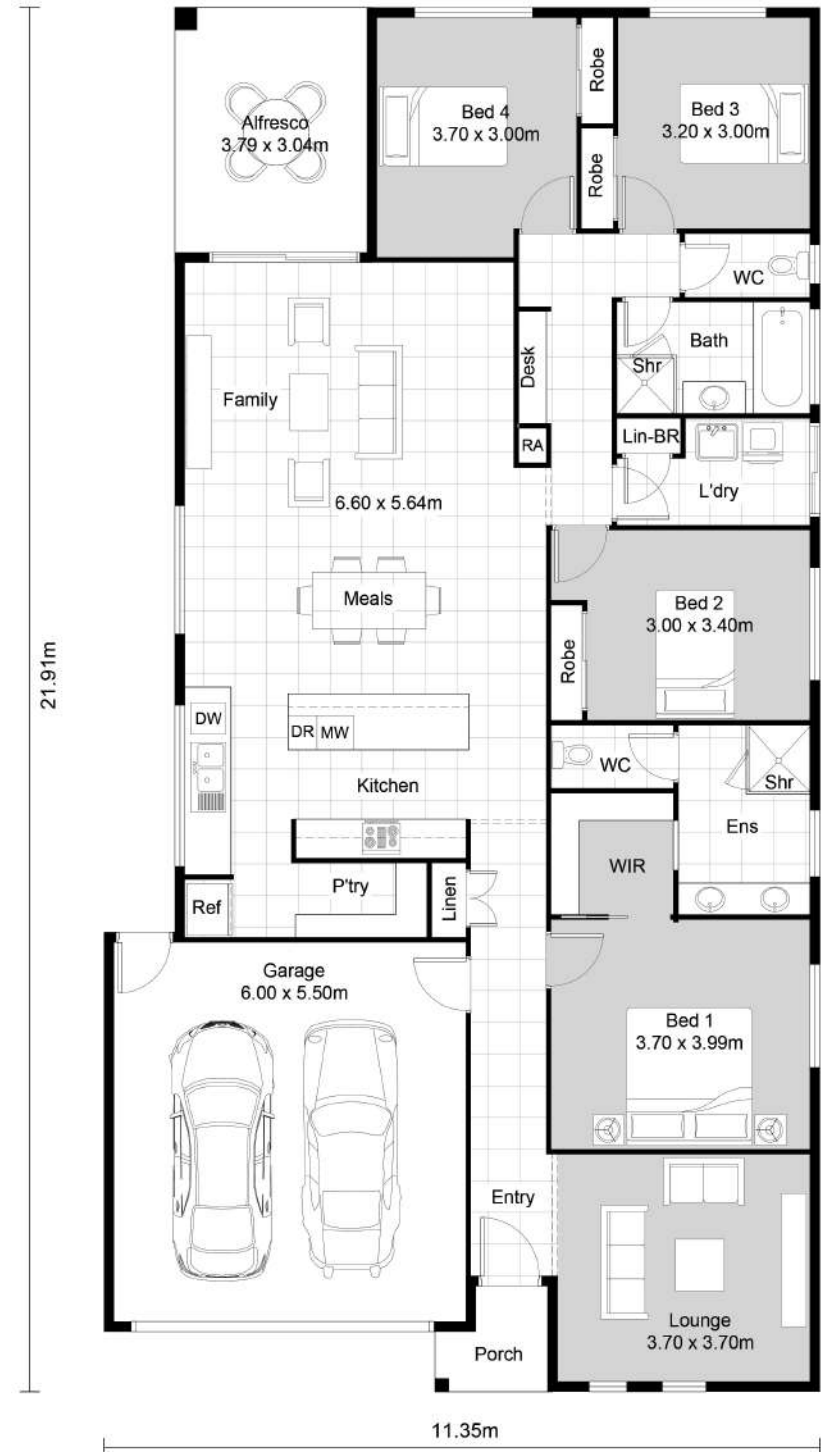 Alfresco
3.79 x 3.04m
Bed 4
3.70 x 3.00m
Robe
Robe
Bed 3
3.20 x 3.00m
WC
Bath
Shr
Desk
RA
Lin-BR
L'dry
Family
6.60 x 5.64m
Meals
Bed 2
3.00 x 3.40m
Robe
21.91m
DW
DR MW
Kitchen
WC
Shr
Ens
WIR
P'try
Linen
Ref
Garage
6.00 x 5.50m
Bed 1
3.70 x 3.99m
Entry
Lounge
3.70 x 3.70m
Porch
11.35m